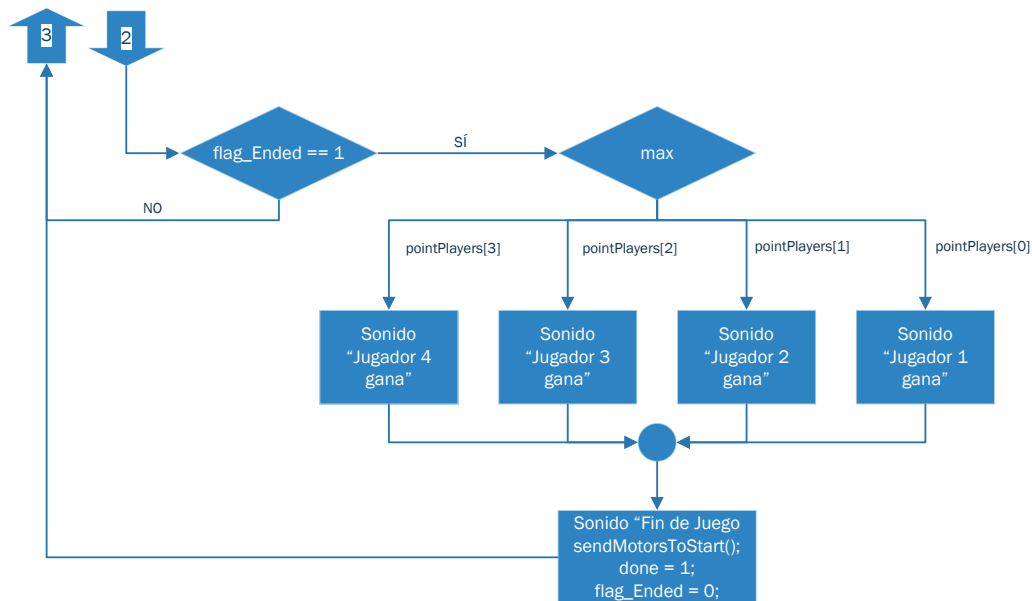 3
2
flag_Ended == 1
SÍ
max
NO
pointPlayers[3]
pointPlayers[2]
pointPlayers[1]
pointPlayers[0]
Sonido
“Jugador 4
gana”
Sonido
“Jugador 3
gana”
Sonido
“Jugador 2
gana”
Sonido
“Jugador 1
gana”
Sonido “Fin de Juego
sendMotorsToStart();
done = 1;
flag_Ended = 0;